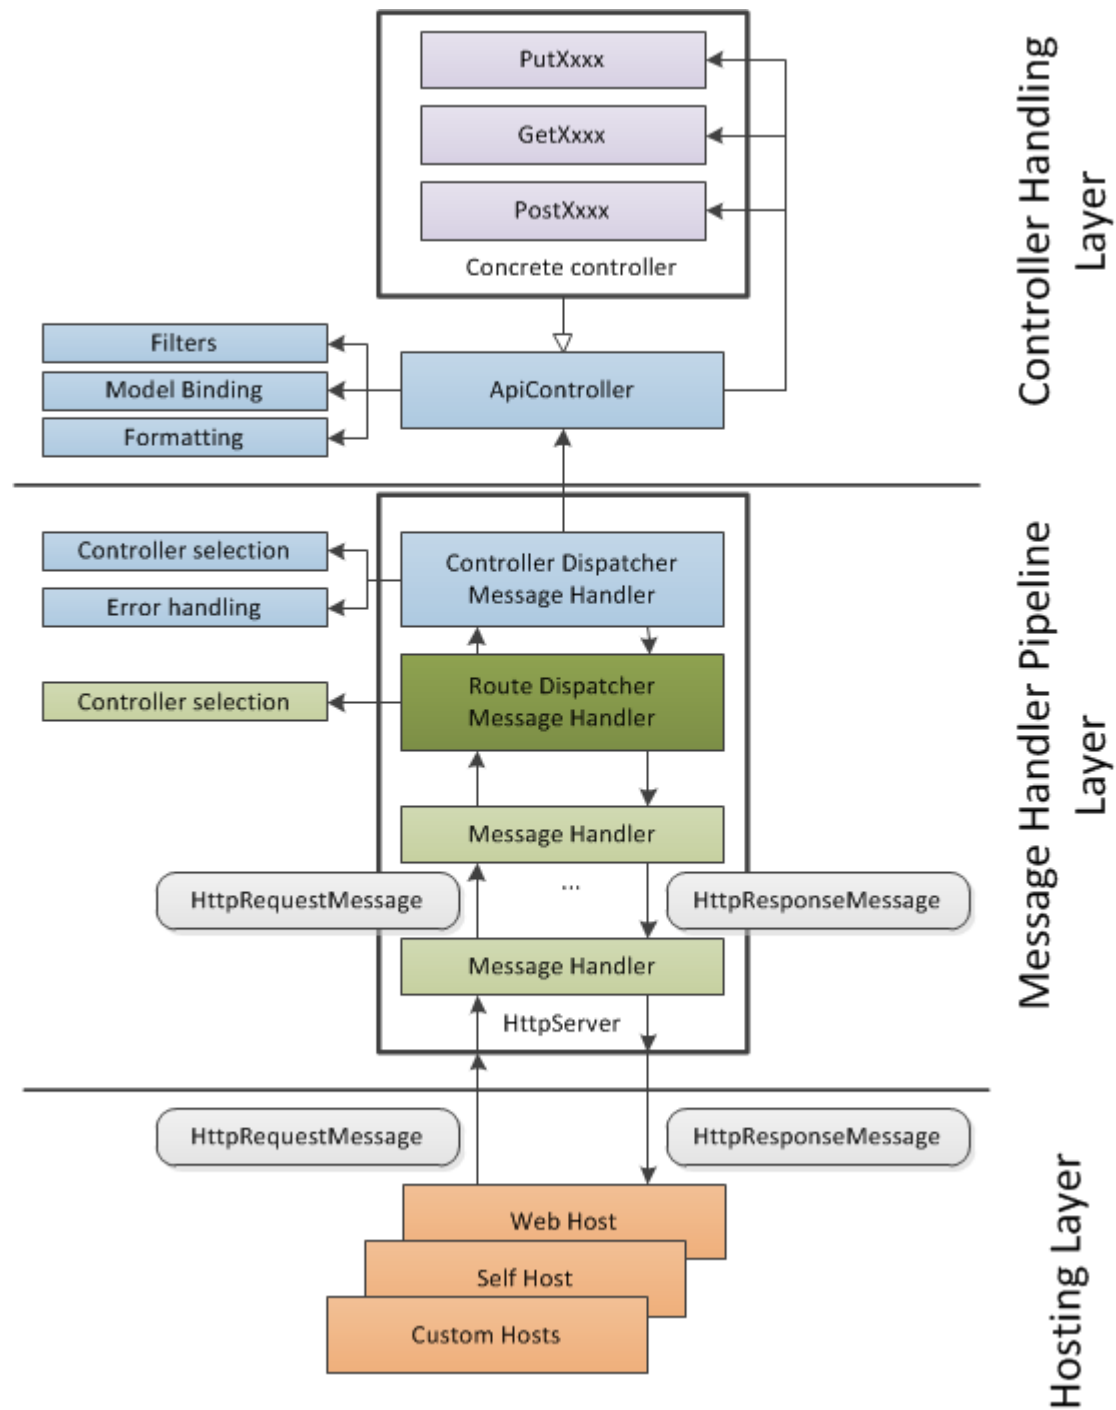 PutXxxx
GetXxxx
PostXxxx
Concrete controller
Controller Handling
Layer
Filters
Model Binding
Formatting
ApiController
Controller selection
Error handling
Controller Dispatcher
Message Handler
Controller selection
Route Dispatcher
Message Handler
Message Handler Pipeline
Layer
Message Handler
...
HttpRequestMessage
HttpResponseMessage
Message Handler
HttpServer
HttpRequestMessage
HttpResponseMessage
Web Host
Self Host
Custom Hosts
Hosting Layer